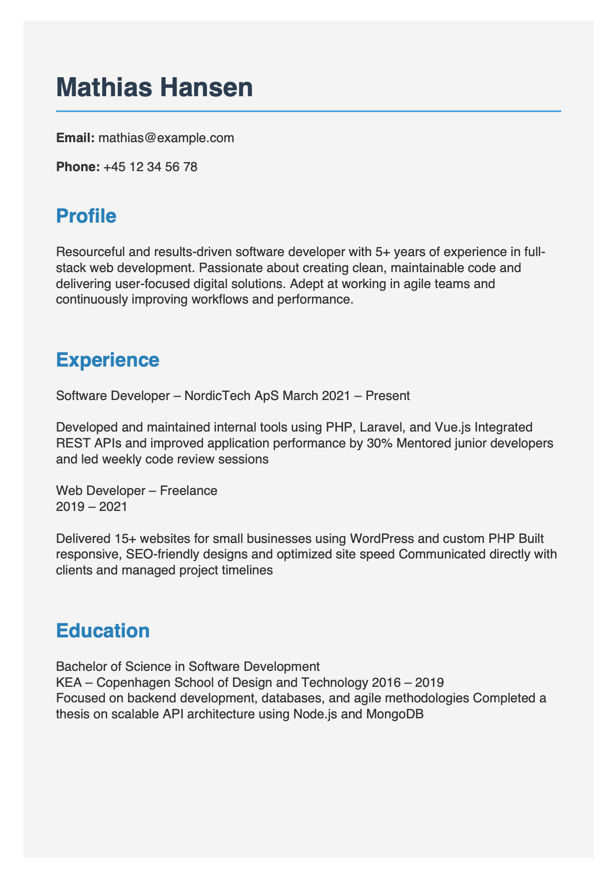 Mathias Hansen
Email: mathias@example.com
Phone: +45 12 34 56 78
Profile
Resourceful and results-driven software developer with 5+ years of experience in full-
stack web development. Passionate about creating clean, maintainable code and
delivering user-focused digital solutions. Adept at working in agile teams and
continuously improving workflows and performance.
Experience
Software Developer – NordicTech ApS March 2021 – Present
Developed and maintained internal tools using PHP, Laravel, and Vue.js Integrated
REST APIs and improved application performance by 30% Mentored junior developers
and led weekly code review sessions
Web Developer – Freelance
2019 – 2021
Delivered 15+ websites for small businesses using WordPress and custom PHP Built
responsive, SEO-friendly designs and optimized site speed Communicated directly with
clients and managed project timelines
Education
Bachelor of Science in Software Development
KEA – Copenhagen School of Design and Technology 2016 – 2019
Focused on backend development, databases, and agile methodologies Completed a
thesis on scalable API architecture using Node.js and MongoDB